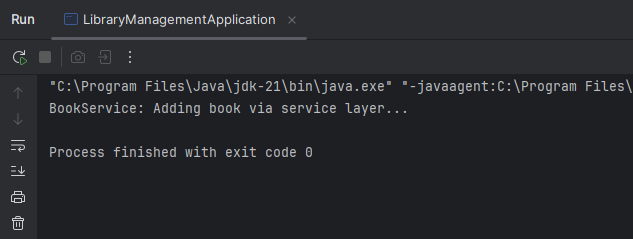 Run LibraryManagementApplication
"C:\Program Files\Java\jdk-21\bin\java.exe" "-javaagent:C:\Program Files\
BookService: Adding book via service layer...
Process finished with exit code 0